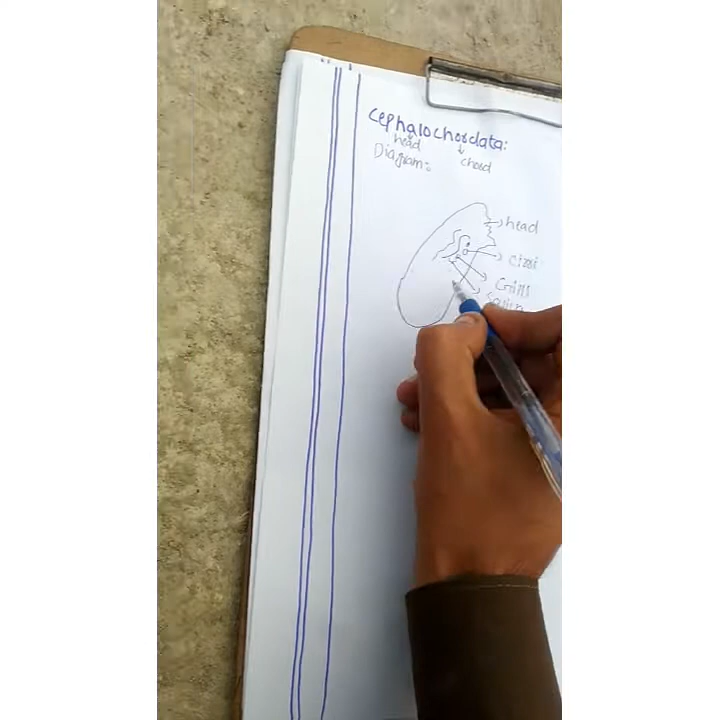 Cephalochordata:
head
chord
Diagram:
head
cirri
Gills